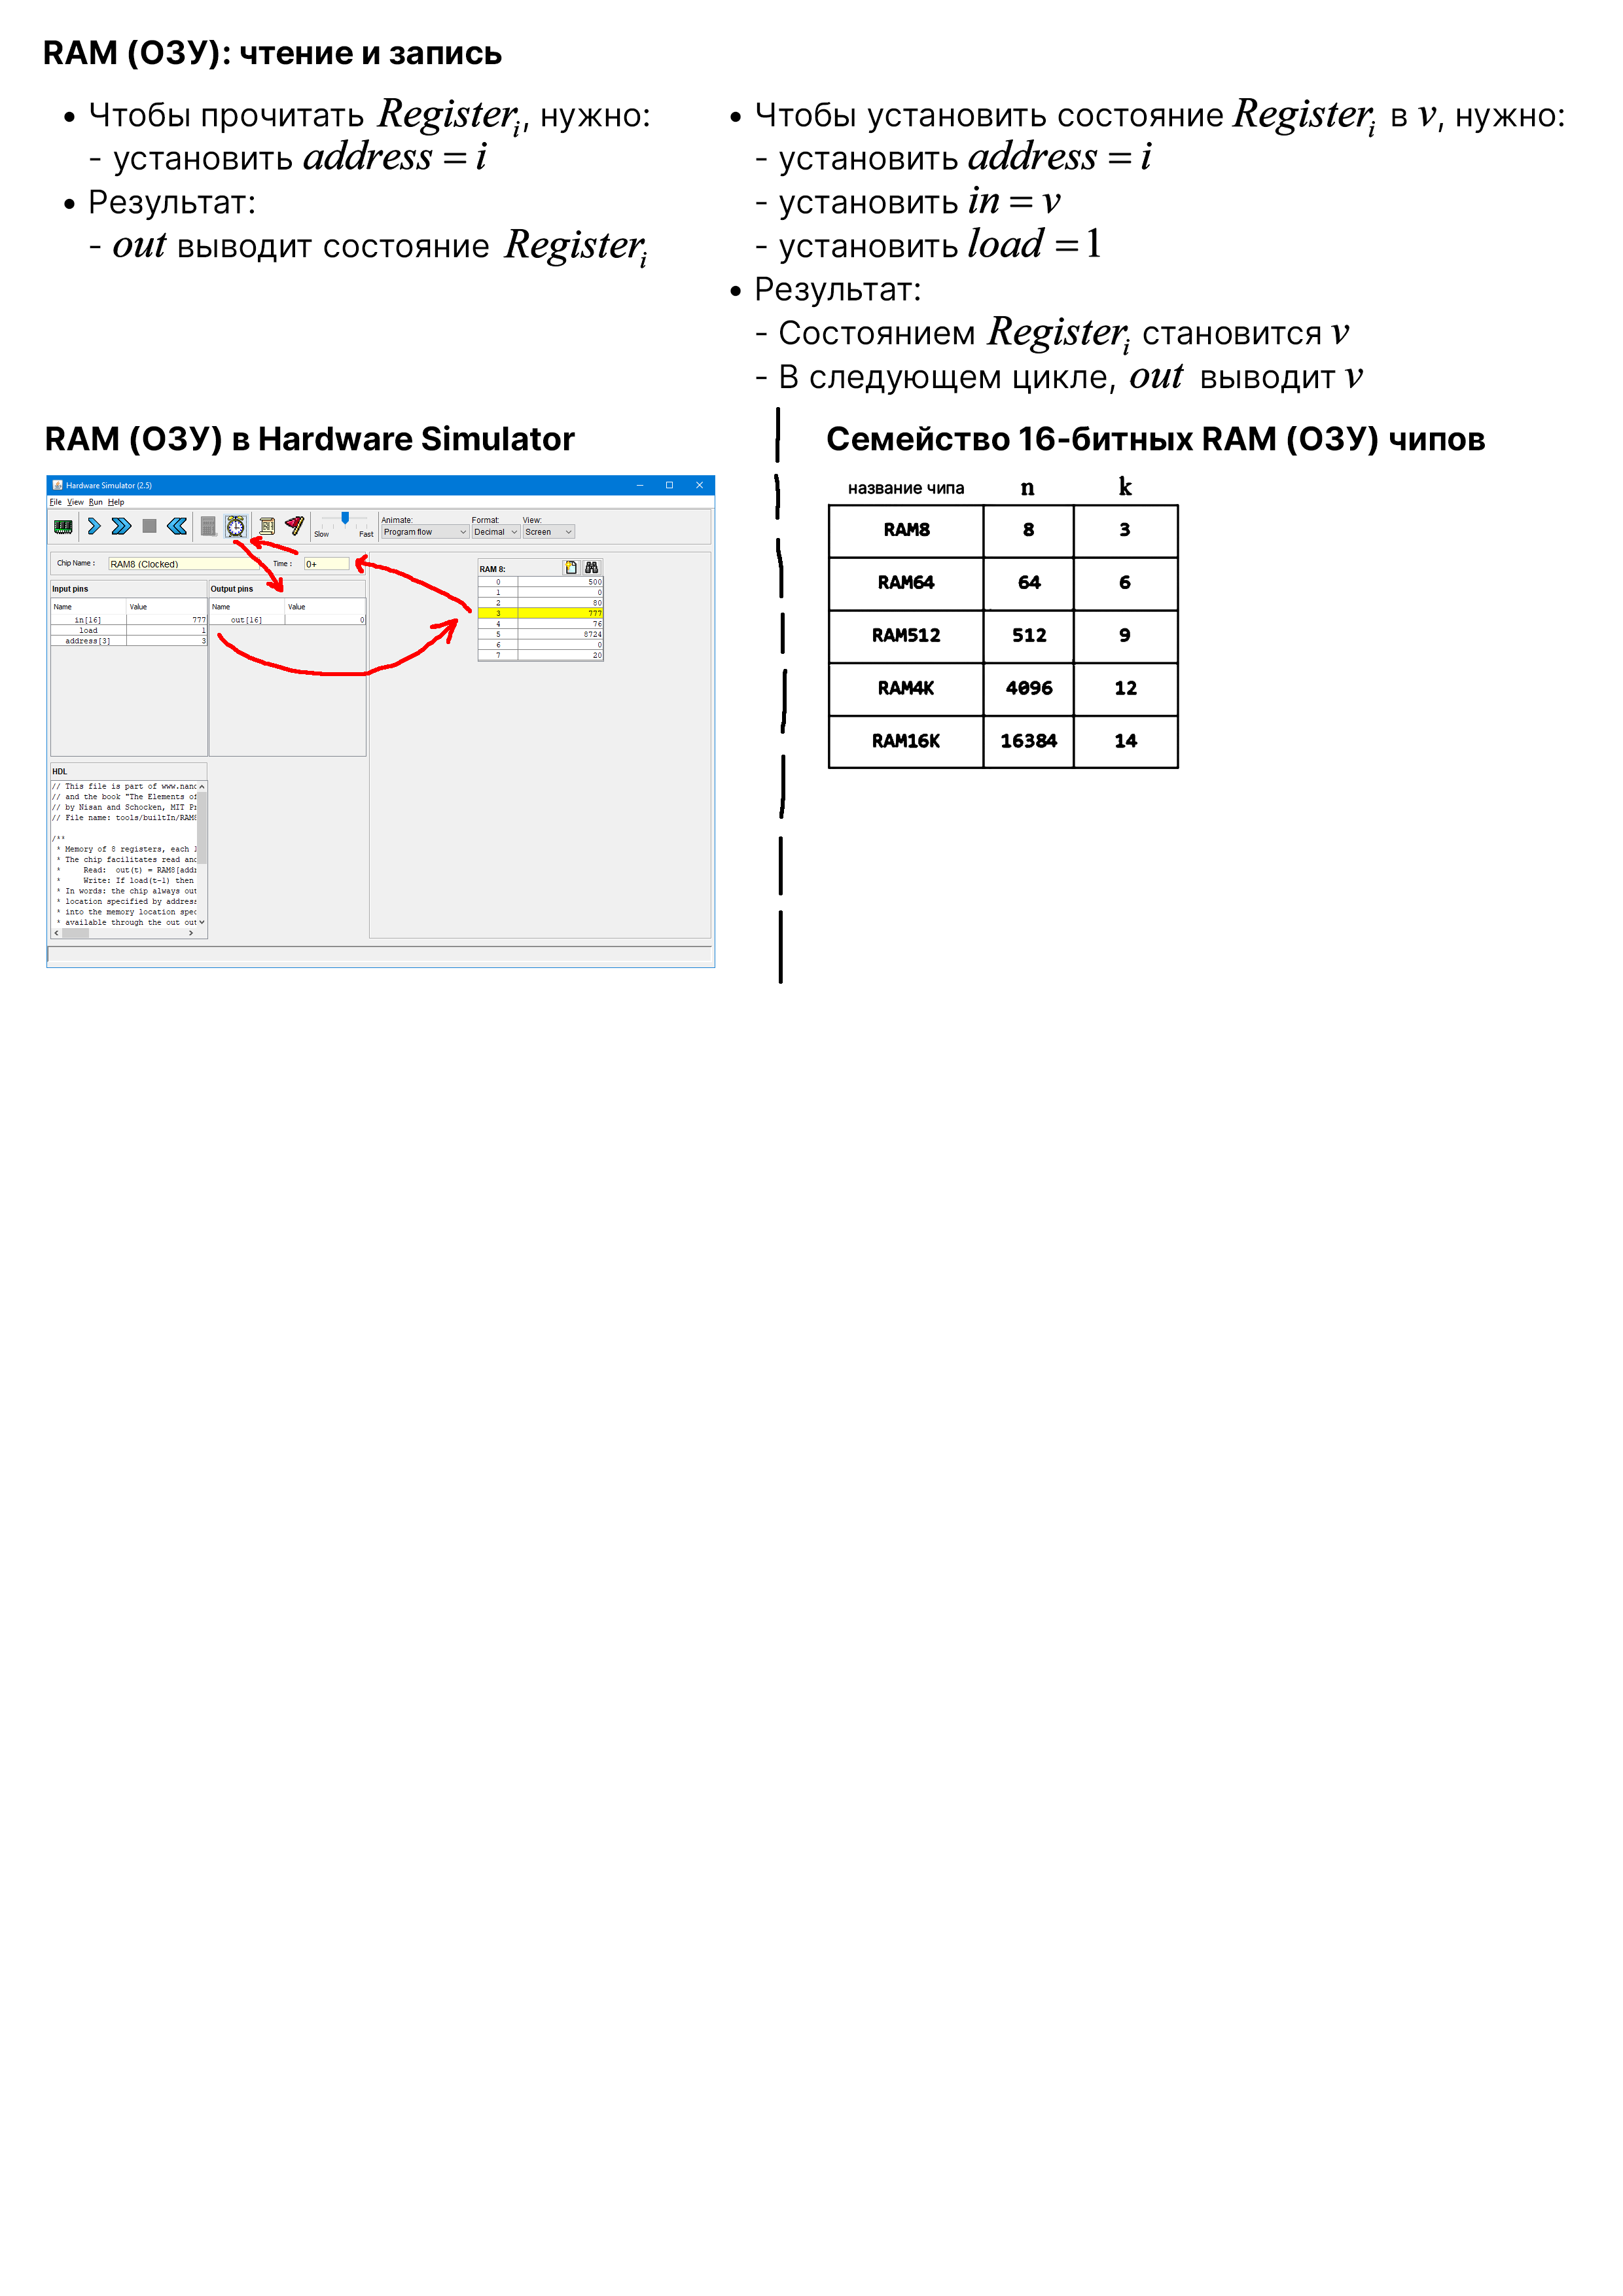 RAM (ОЗУ): чтение и запись
• Чтобы прочитать Register_i, нужно:
- установить address = i
• Результат:
- out выводит состояние Register_i
• Чтобы установить состояние Register_i в v, нужно:
- установить address = i
- установить in = v
- установить load = 1
• Результат:
- Состоянием Register_i становится v
- В следующем цикле, out выводит v
RAM (ОЗУ) в Hardware Simulator
Hardware Simulator (2.5)
File View Run Help
Slow Fast
Animate: Format: View:
Program flow Decimal Screen
Chip Name : RAM8 (Clocked) Time : 0+
Input pins
Name Value
in[16] 777
load 1
address[3] 3
Output pins
Name Value
out[16] 0
RAM 8:
0 500
1 0
2 80
3 777
4 76
5 8724
6 0
7 20
HDL
// This file is part of www.nand
// and the book "The Elements of
// by Nisan and Schocken, MIT Pr
// File name: tools/builtIn/RAM8
/**
* Memory of 8 registers, each
* The chip facilitates read and
* Read: out(t) = RAM8[addr
* Write: If load(t-1) then
* In words: the chip always out
* location specified by address
* into the memory location spec
* available through the out out
Семейство 16-битных RAM (ОЗУ) чипов
название чипа n k
RAM8 8 3
RAM64 64 6
RAM512 512 9
RAM4K 4096 12
RAM16K 16384 14